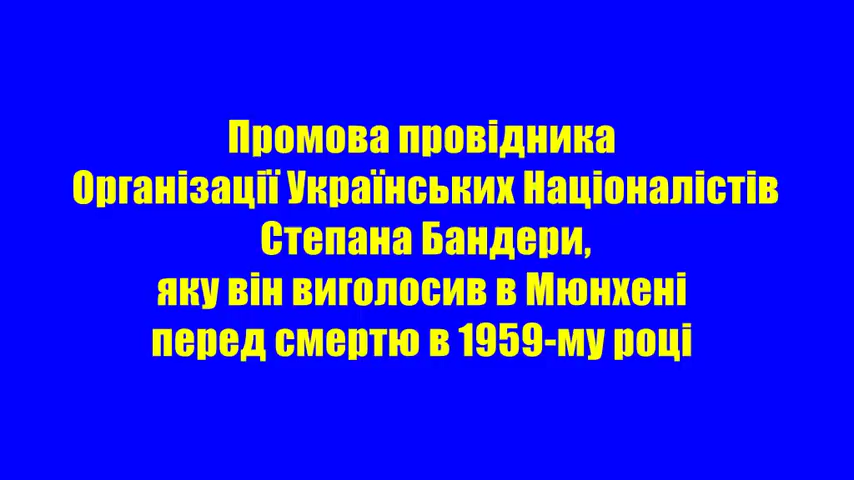 Промова провідника
Організації Українських Націоналістів
Степана Бандери,
яку він виголосив в Мюнхені
перед смертю в 1959-му році